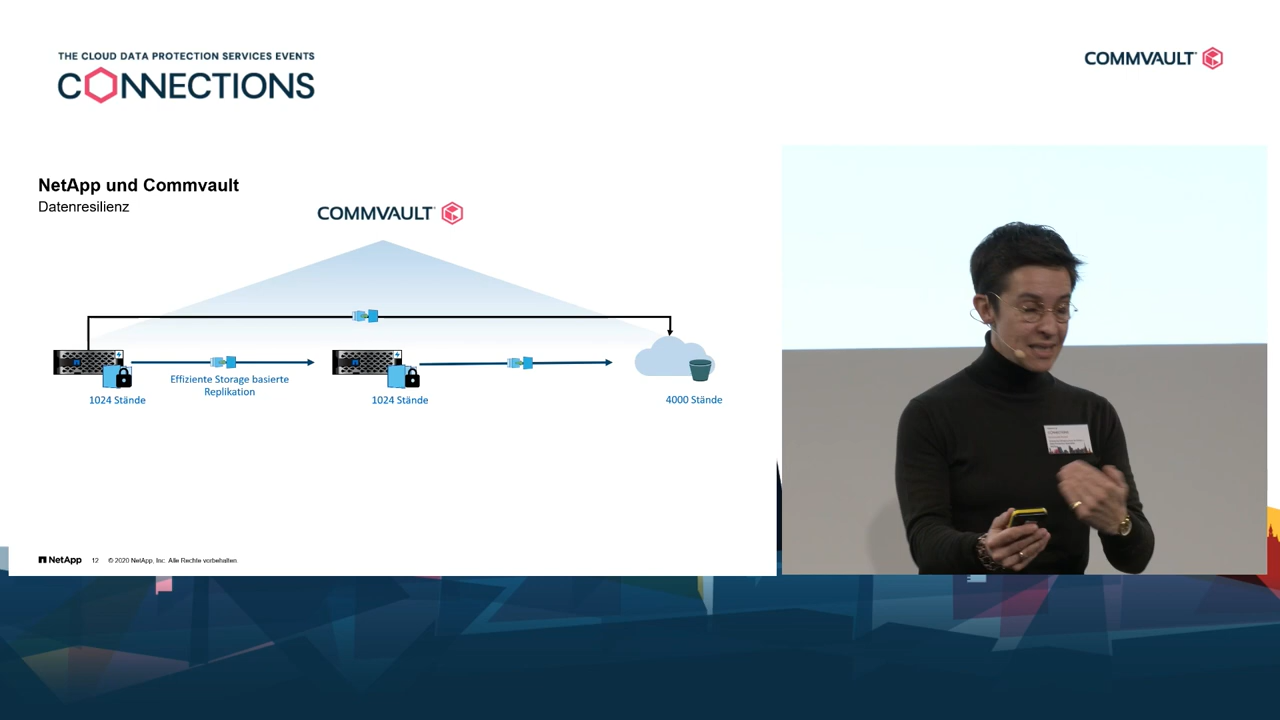 THE CLOUD DATA PROTECTION SERVICES EVENTS
CONNECTIONS
COMMVAULT
NetApp und Commvault
Datenresilienz
COMMVAULT
Effiziente Storage basierte
Replikation
1024 Stände
1024 Stände
4000 Stände
NetApp
12
© 2020 NetApp, Inc. Alle Rechte vorbehalten.